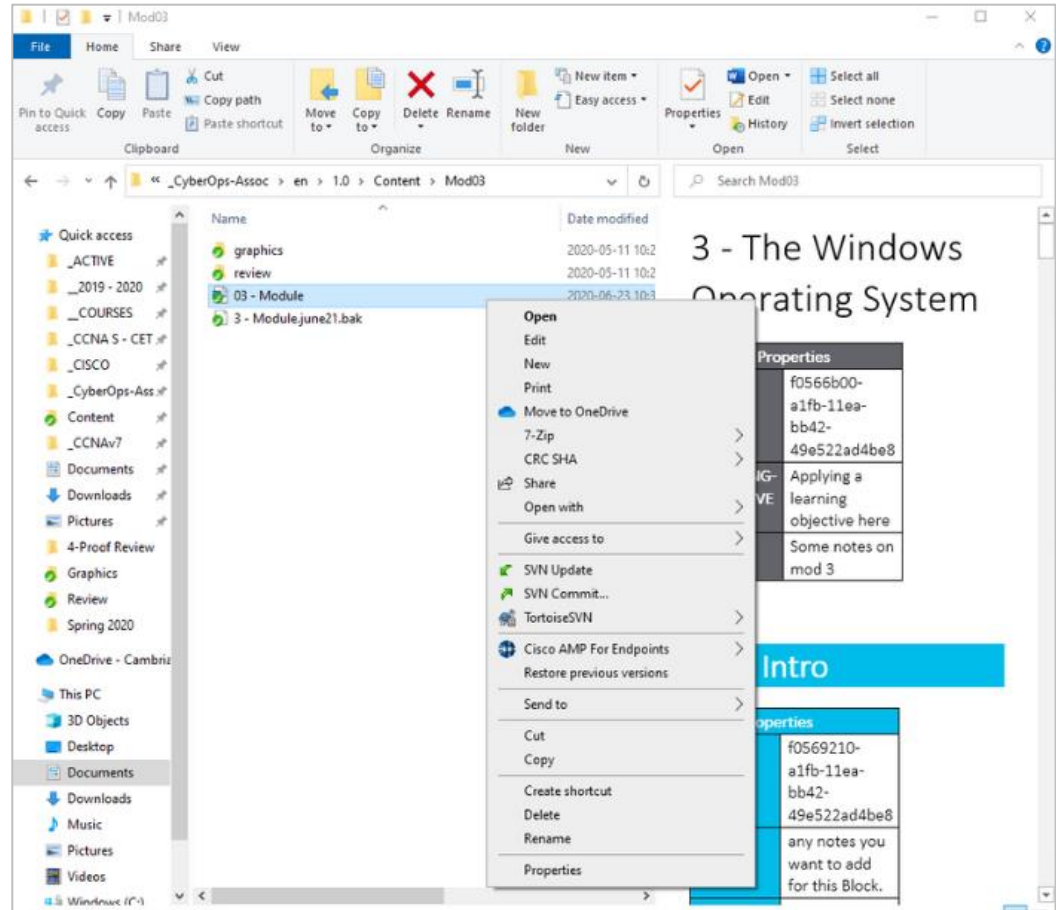 Mod03
File Home Share View
Pin to Quick access
Copy
Paste
Cut
Copy path
Paste shortcut
Move to
Copy to
Delete
Rename
New folder
New item
Easy access
Properties
Open
Edit
History
Select all
Select none
Invert selection
Clipboard Organize New Open Select
« _CyberOps-Assoc > en > 1.0 > Content > Mod03
Search Mod03
Quick access
_ACTIVE
__2019 - 2020
__COURSES
_CCNA S - CET
_CISCO
_CyberOps-Ass
Content
_CCNAv7
Documents
Downloads
Pictures
4-Proof Review
Graphics
Review
Spring 2020
OneDrive - Cambria
This PC
3D Objects
Desktop
Documents
Downloads
Music
Pictures
Videos
Windows (C:)
Name Date modified
graphics 2020-05-11 10:2
review 2020-05-11 10:2
03 - Module 2020-06-23 10:3
3 - Module.june21.bak
Open
Edit
New
Print
Move to OneDrive
7-Zip
CRC SHA
Share
Open with
Give access to
SVN Update
SVN Commit...
TortoiseSVN
Cisco AMP For Endpoints
Restore previous versions
Send to
Cut
Copy
Create shortcut
Delete
Rename
Properties
3 - The Windows
Operating System
Properties
f0566b00-
a1fb-11ea-
bb42-
49e522ad4be8
Applying a
learning
objective here
Some notes on
mod 3
Intro
f0569210-
a1fb-11ea-
bb42-
49e522ad4be8
any notes you
want to add
for this Block.